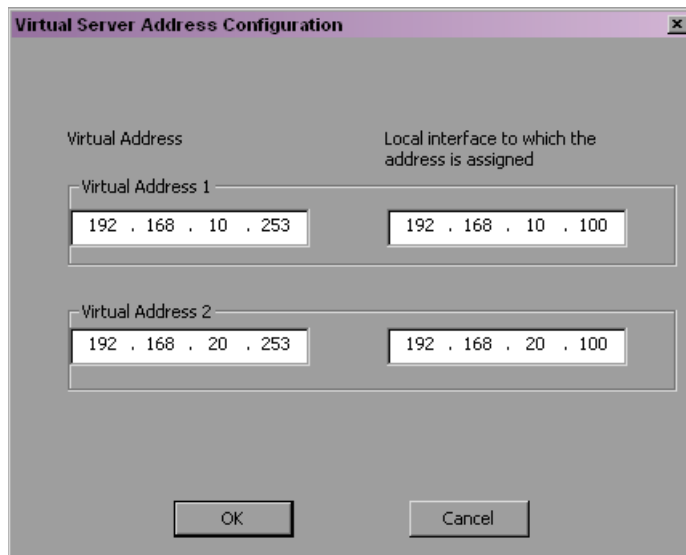 Virtual Server Address Configuration
Virtual Address
Local interface to which the
address is assigned
Virtual Address 1
192 . 168 . 10 . 253
192 . 168 . 10 . 100
Virtual Address 2
192 . 168 . 20 . 253
192 . 168 . 20 . 100
OK
Cancel